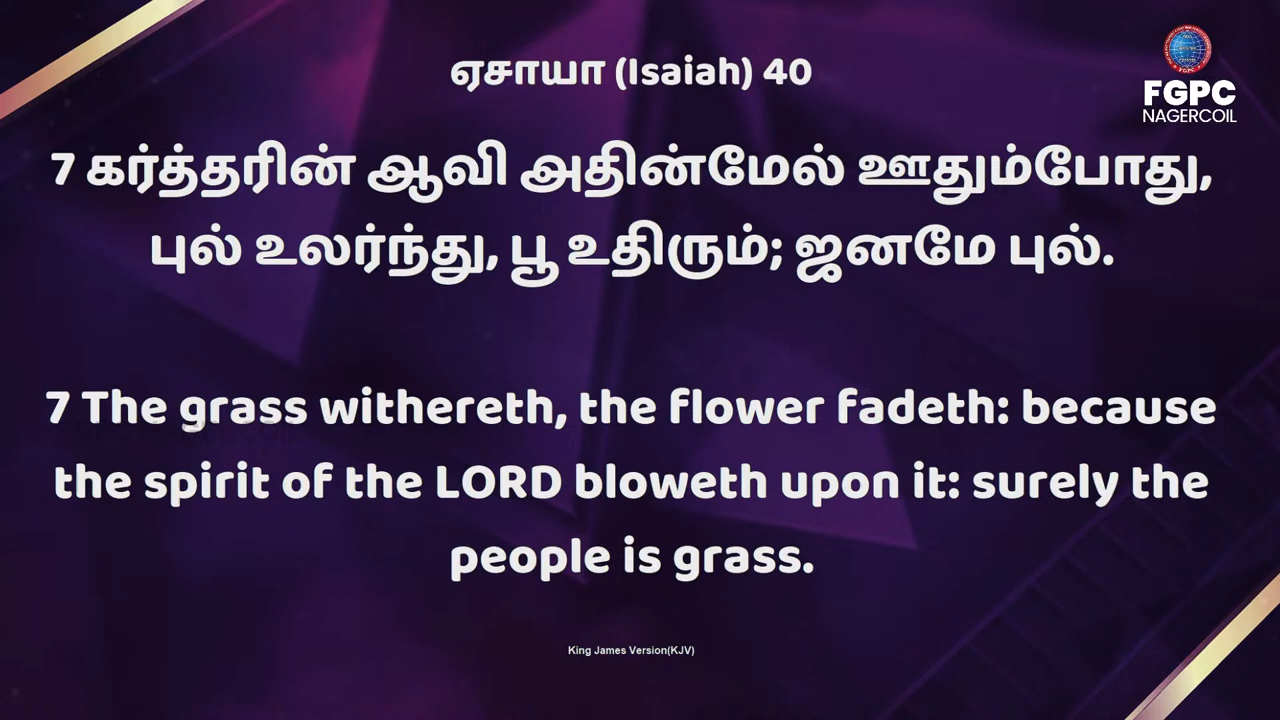 ஏசாயா (Isaiah) 40
FGPC
NAGERCOIL
7 கர்த்தரின் ஆவி அதின்மேல் ஊதும்போது,
புல் உலர்ந்து, பூ உதிரும்; ஜனமே புல்.
7 The grass withereth, the flower fadeth: because
the spirit of the LORD bloweth upon it: surely the
people is grass.
King James Version(KJV)